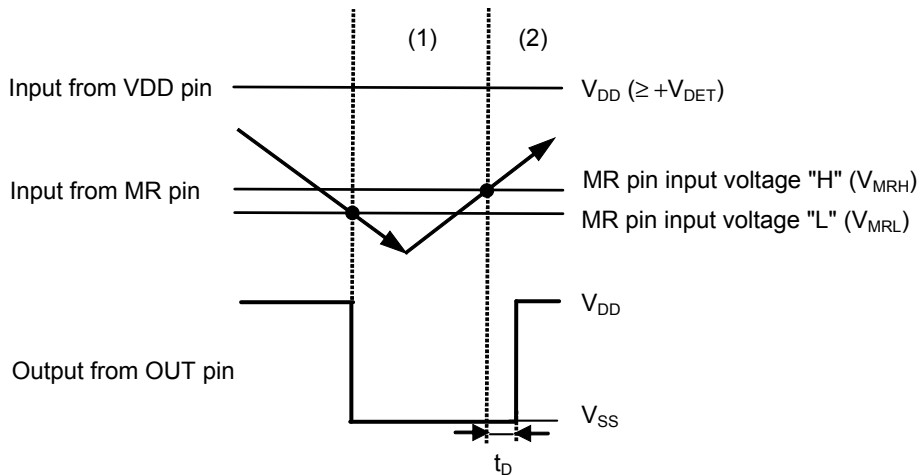 (1) (2)
Input from VDD pin V_DD (≥ +V_DET)
Input from MR pin MR pin input voltage "H" (V_MRH)
MR pin input voltage "L" (V_MRL)
V_DD
Output from OUT pin
V_SS
t_D